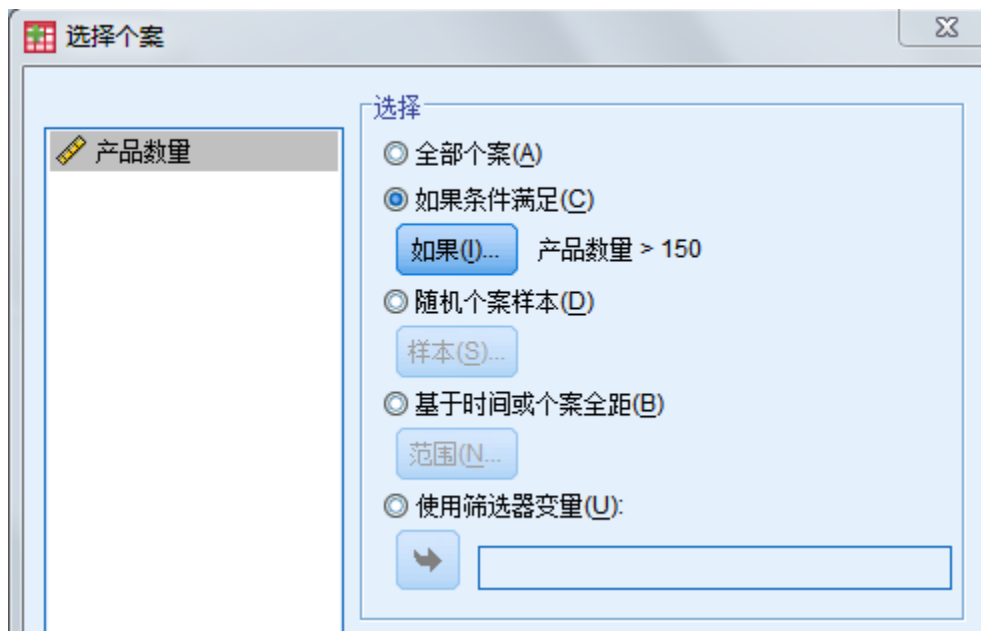 选择个案
产品数量
选择
全部个案(A)
如果条件满足(C)
如果(I)... 产品数量 > 150
随机个案样本(D)
样本(S)...
基于时间或个案全距(B)
范围(N...
使用筛选器变量(U):